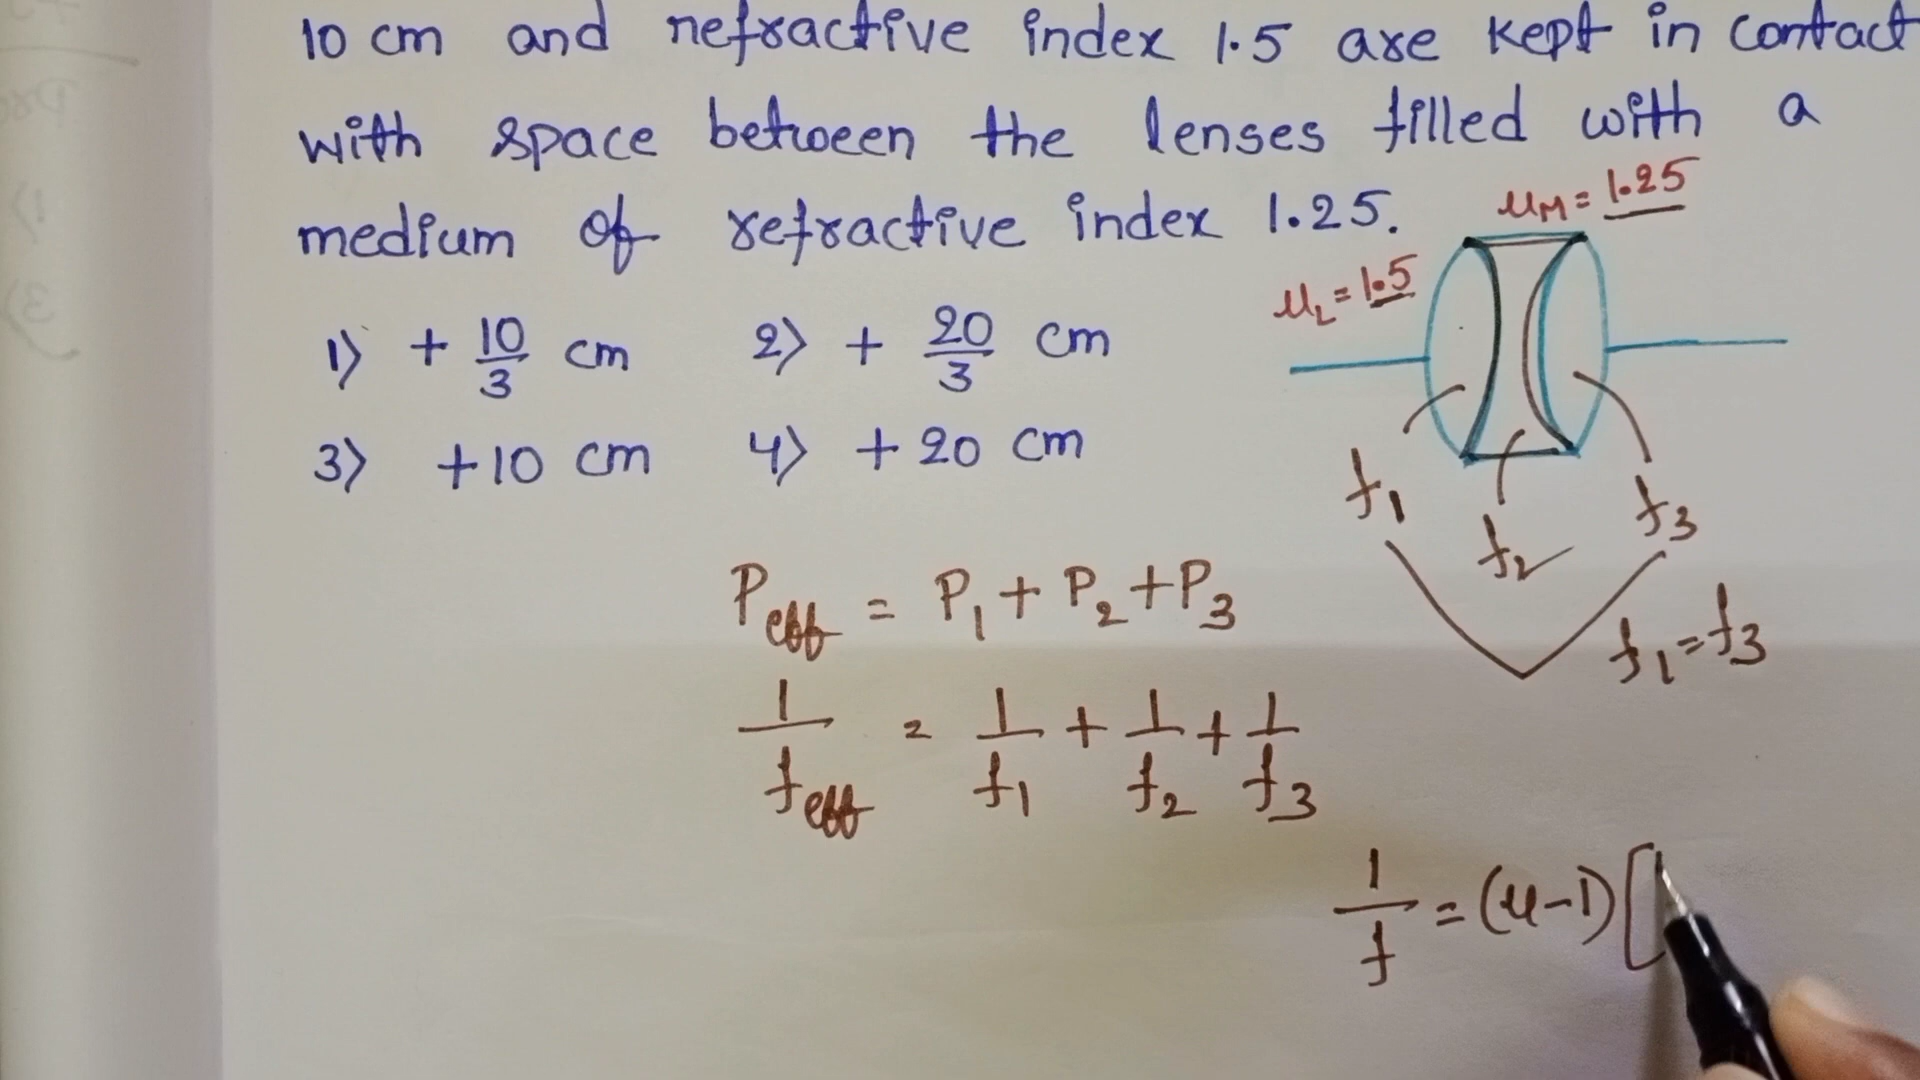 10 cm and refractive index 1.5 are kept in contact
with space between the lenses filled with a
medium of refractive index 1.25.
μM = 1.25
μL = 1.5
1) + 10/3 cm 2) + 20/3 cm
3) +10 cm 4) +20 cm
f1 f2 f3
Peff = P1 + P2 + P3
f1 = f3
1/feff = 1/f1 + 1/f2 + 1/f3
1/f = (μ-1) [